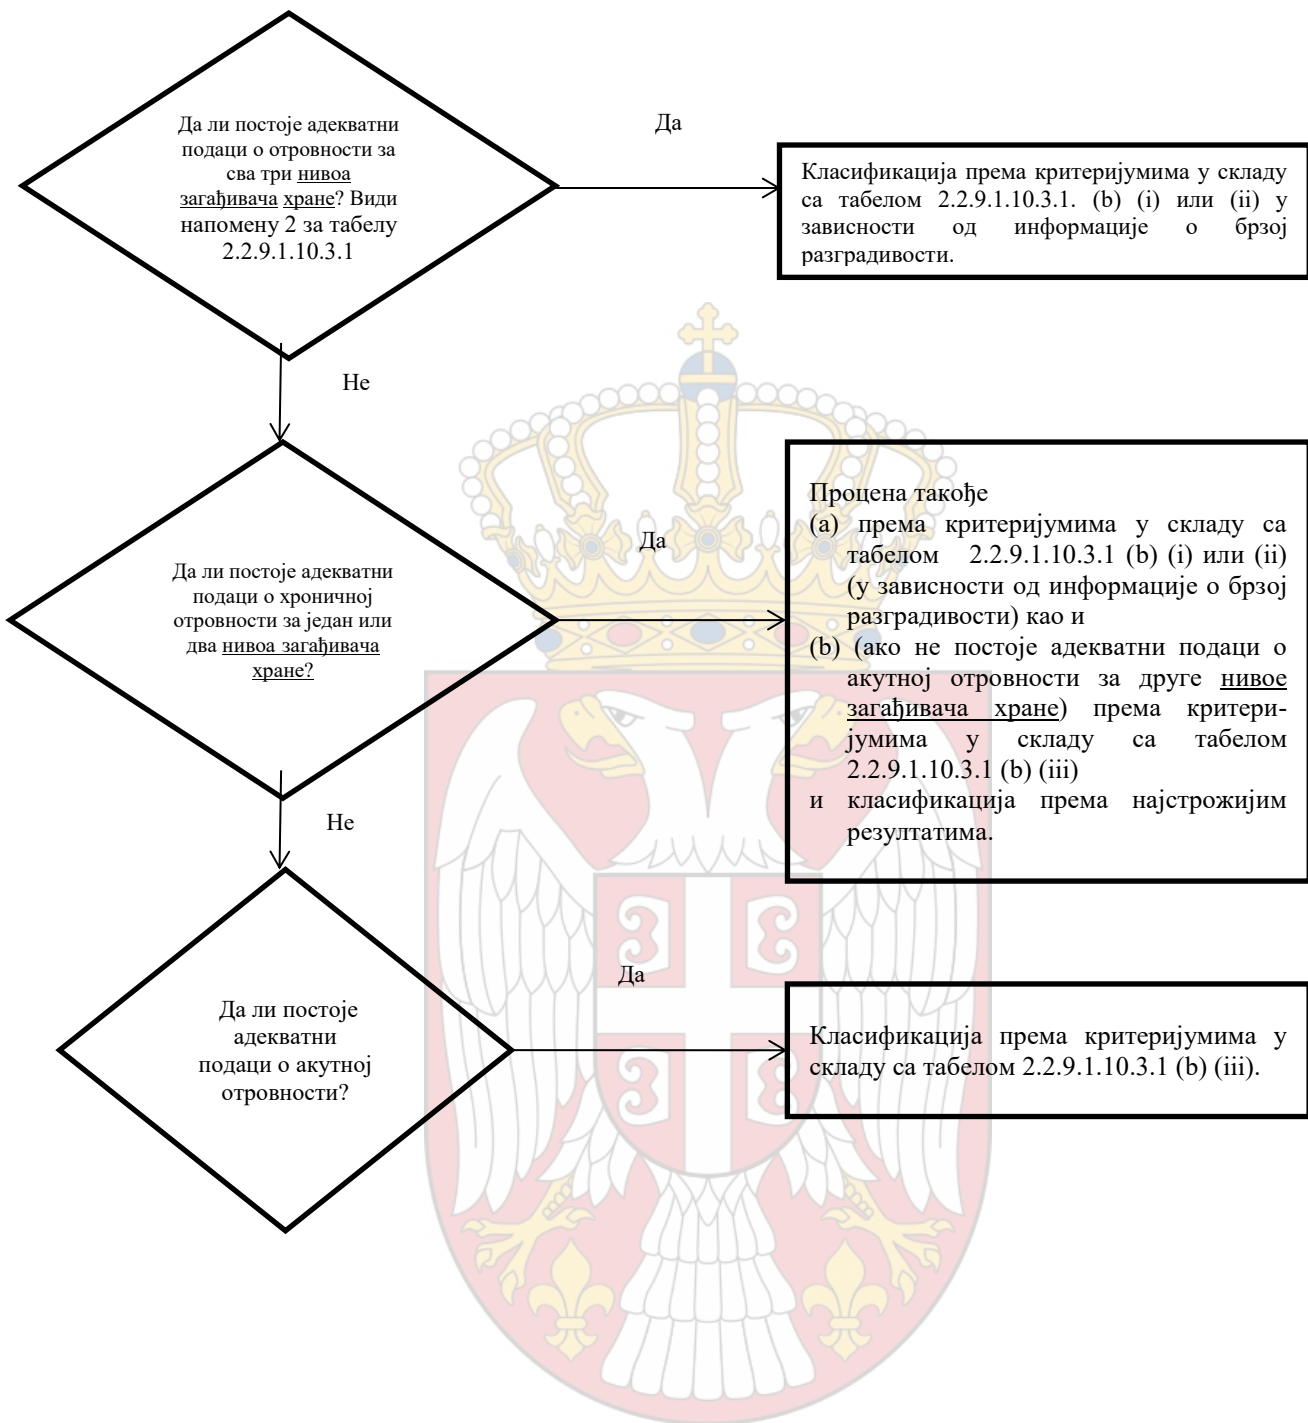 Да ли постоје адекватни
подаци о отровности за
сва три нивоа
загађивача хране? Види
напомену 2 за табелу
2.2.9.1.10.3.1
Да
Класификација према критеријумима у складу
са табелом 2.2.9.1.10.3.1. (b) (i) или (ii) у
зависности од информације о брзој
разградивости.
Не
Да ли постоје адекватни
подаци о хроничној
отровности за један или
два нивоа загађивача
хране?
Да
Процена такође
(a) према критеријумима у складу са
табелом 2.2.9.1.10.3.1 (b) (i) или (ii)
(у зависности од информације о брзој
разградивости) као и
(b) (ако не постоје адекватни подаци о
акутној отровности за друге нивое
загађивача хране) према критери-
јумима у складу са табелом
2.2.9.1.10.3.1 (b) (iii)
и класификација према најстрожијим
резултатима.
Не
Да ли постоје
адекватни
подаци о акутној
отровности?
Да
Класификација према критеријумима у
складу са табелом 2.2.9.1.10.3.1 (b) (iii).